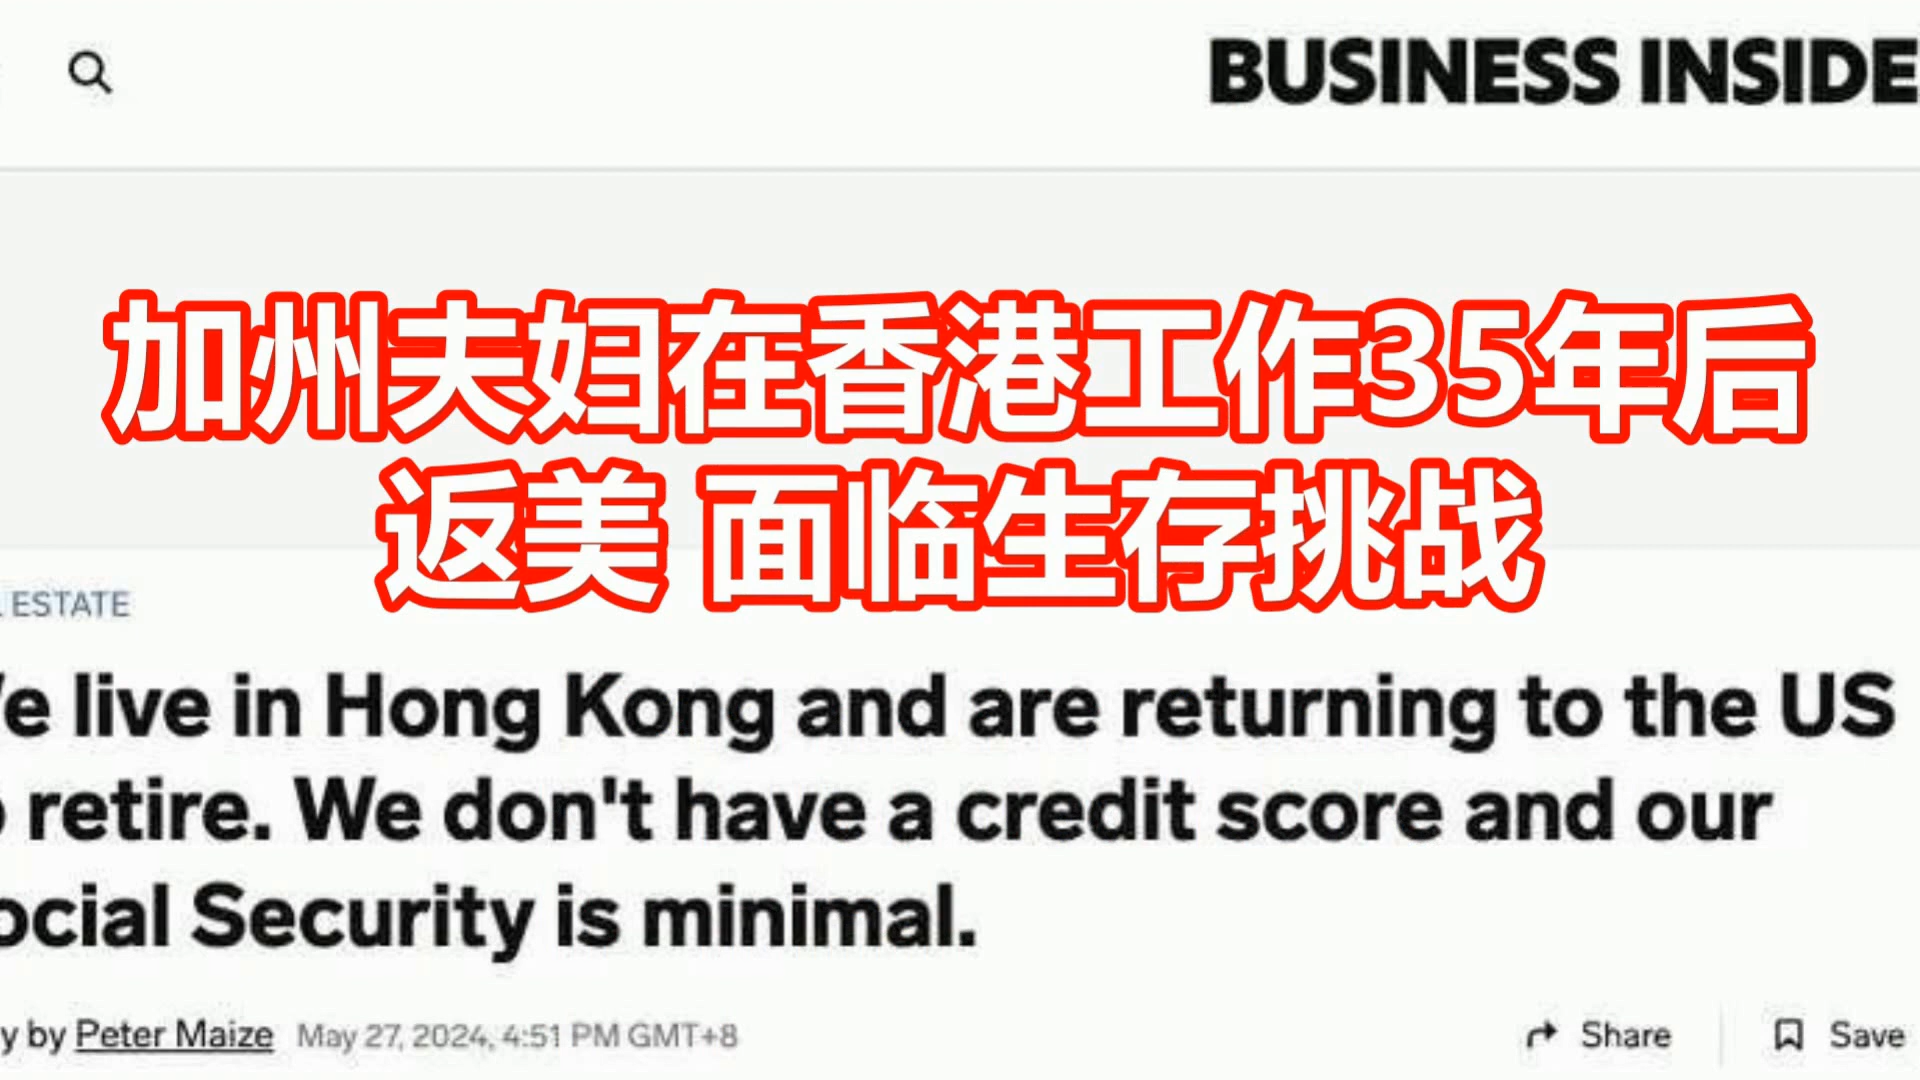 BUSINESS INSIDE
加州夫妇在香港工作35年后
返美 面临生存挑战
ESTATE
e live in Hong Kong and are returning to the US
retire. We don't have a credit score and our
ocial Security is minimal.
y by Peter Maize May 27, 2024, 4:51 PM GMT+8
Share Save